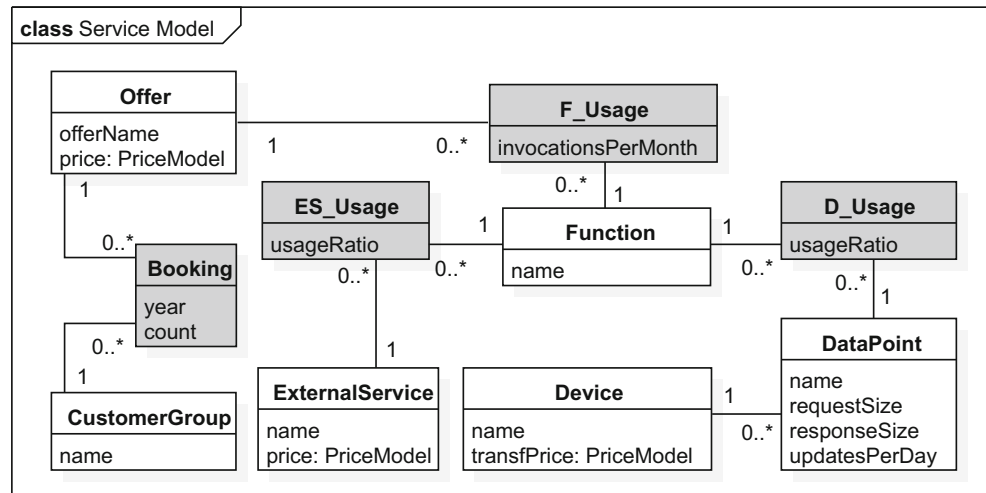 class Service Model
Offer
offerName
price: PriceModel
F_Usage
invocationsPerMonth
1
0..*
1
0..*
0..*
1
ES_Usage
usageRatio
Function
name
D_Usage
usageRatio
1
0..*
1
0..*
Booking
year
count
0..*
0..*
1
0..*
1
1
CustomerGroup
name
ExternalService
name
price: PriceModel
Device
name
transfPrice: PriceModel
1
0..*
DataPoint
name
requestSize
responseSize
updatesPerDay